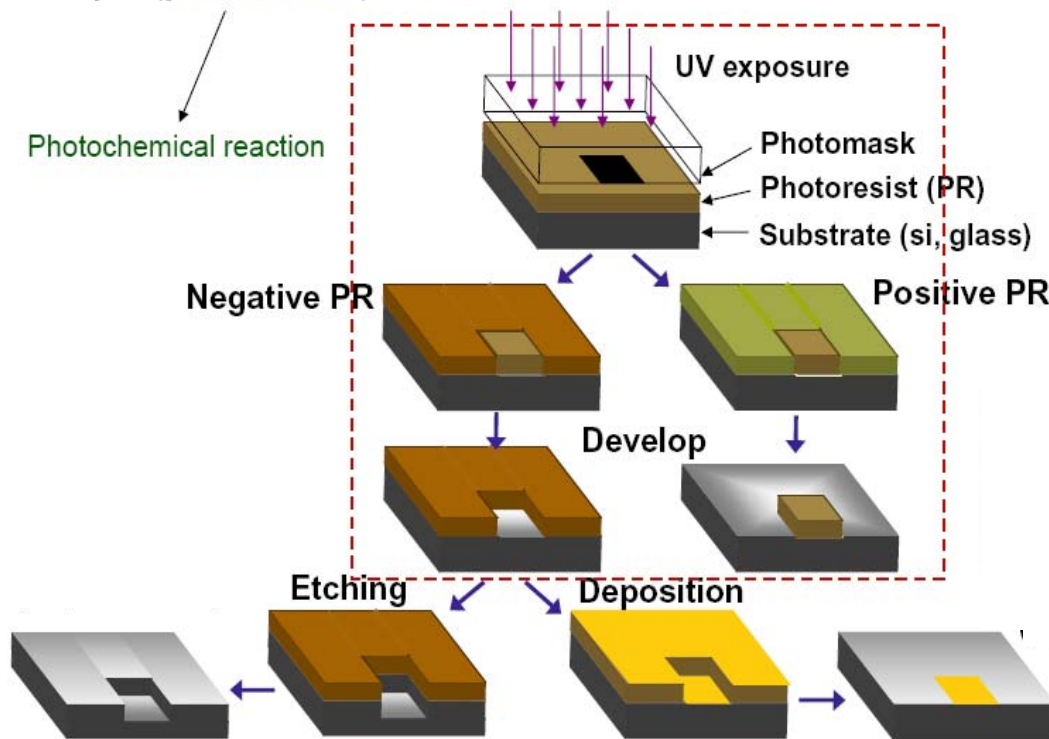 UV exposure
Photochemical reaction
Photomask
Photoresist (PR)
Substrate (si, glass)
Negative PR
Positive PR
Develop
Etching
Deposition